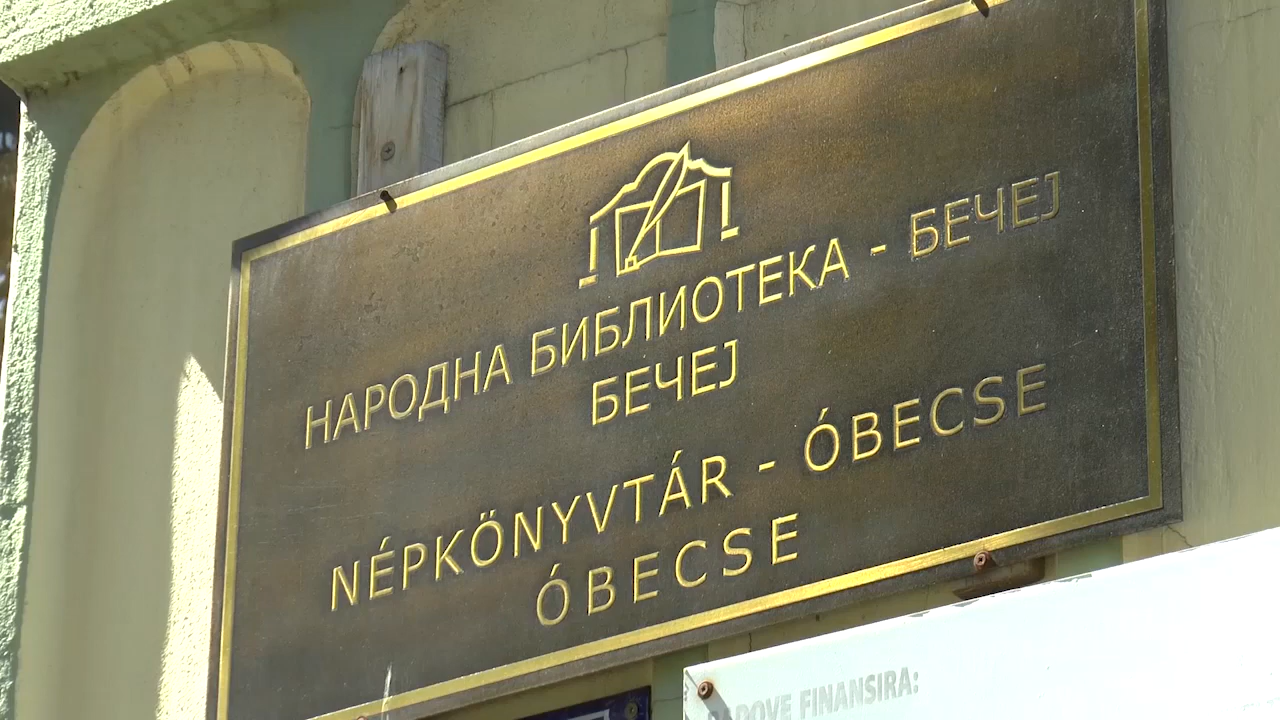 НАРОДНА БИБЛИОТЕКА - БЕЧЕЈ
БЕЧЕЈ
NÉPKÖNYVTÁR - ÓBECSE
ÓBECSE
RADOVE FINANSIRA: